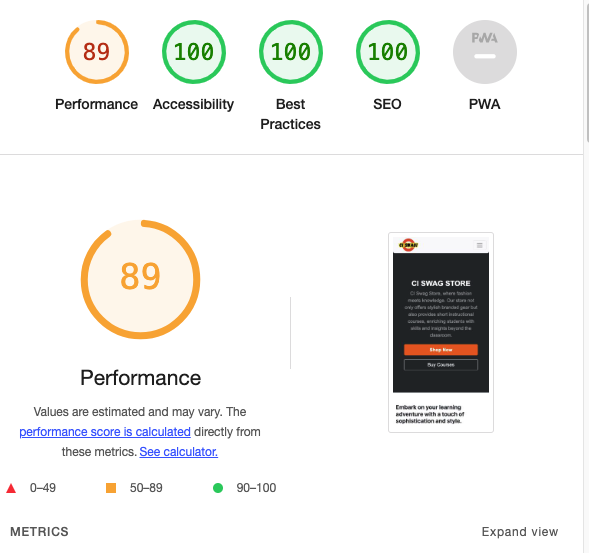 89
100
100
100
PWA
Performance
Accessibility
Best
Practices
SEO
PWA
89
Performance
Values are estimated and may vary. The
performance score is calculated directly from
these metrics. See calculator.
0–49
50–89
90–100
CI SWAG STORE
CI Swag Store, where fashion
meets knowledge. Our store not
only offers stylish branded gear but
also provides short instructional
courses, enriching students with
skills and insights beyond the
classroom.
Shop Now
Buy Courses
Embark on your learning
adventure with a touch of
sophistication and style.
METRICS
Expand view